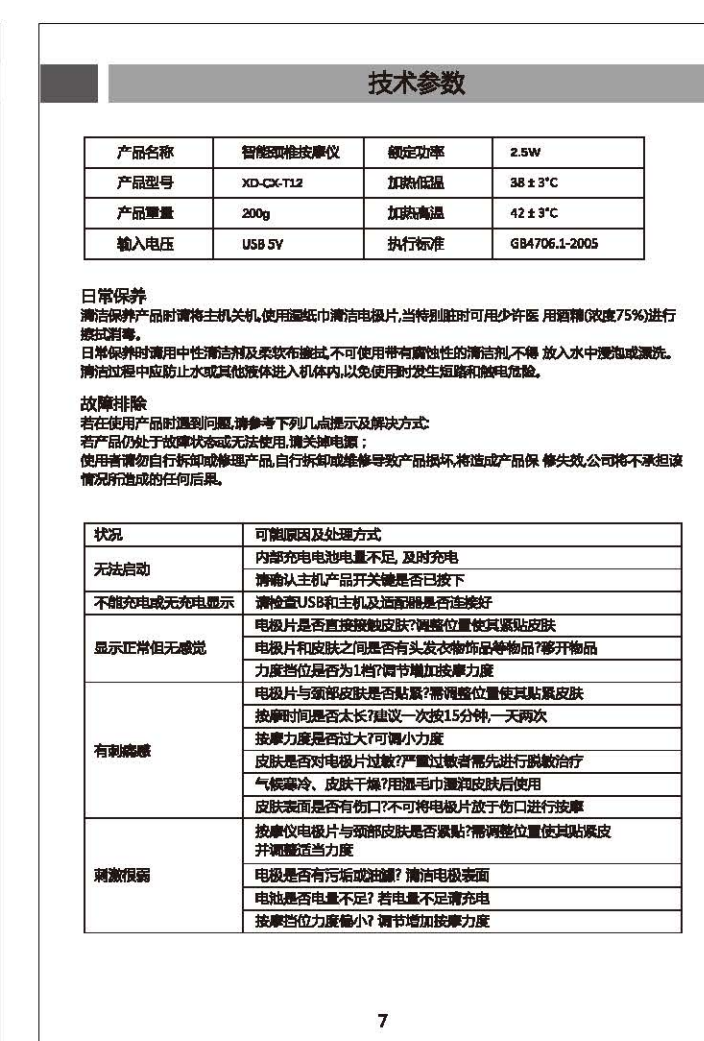 技术参数
产品名称 智能颈椎按摩仪 额定功率 2.5W
产品型号 XD-CX-T12 加热低温 38 ± 3°C
产品重量 200g 加热高温 42 ± 3°C
输入电压 USB 5V 执行标准 GB4706.1-2005
日常保养
清洁保养产品时请将主机关机,使用湿纸巾清洁电极片,当特别脏时可用少许医 用酒精(浓度75%)进行
擦拭消毒。
日常保养时请用中性清洁剂及柔软布擦拭,不可使用带有腐蚀性的清洁剂,不得 放入水中浸泡或漂洗。
清洁过程中应防止水或其他液体进入机体内,以免使用时发生短路和触电危险。
故障排除
若在使用产品时遇到问题,请参考下列几点提示及解决方式:
若产品仍处于故障状态或无法使用,请关掉电源；
使用者请勿自行拆卸或修理产品,自行拆卸或维修导致产品损坏,将造成产品保 修失效,公司将不承担该
情况所造成的任何后果。
状况 可能原因及处理方式
无法启动 内部充电电池电量不足, 及时充电
请确认主机产品开关键是否已按下
不能充电或无充电显示 请检查USB和主机及适配器是否连接好
显示正常但无感觉 电极片是否直接接触皮肤?调整位置使其紧贴皮肤
电极片和皮肤之间是否有头发衣物饰品等物品?移开物品
力度挡位是否为1档?调节增加按摩力度
有刺痛感 电极片与颈部皮肤是否贴紧?需调整位置使其贴紧皮肤
按摩时间是否太长?建议一次按15分钟,一天两次
按摩力度是否过大?可调小力度
皮肤是否对电极片过敏?严重过敏者需先进行脱敏治疗
气候寒冷、皮肤干燥?用湿毛巾湿润皮肤后使用
皮肤表面是否有伤口?不可将电极片放于伤口进行按摩
刺激很弱 按摩仪电极片与颈部皮肤是否紧贴?需调整位置使其贴紧皮
并调整适当力度
电极是否有污垢或油腻? 清洁电极表面
电池是否电量不足? 若电量不足请充电
按摩挡位力度偏小? 调节增加按摩力度
7